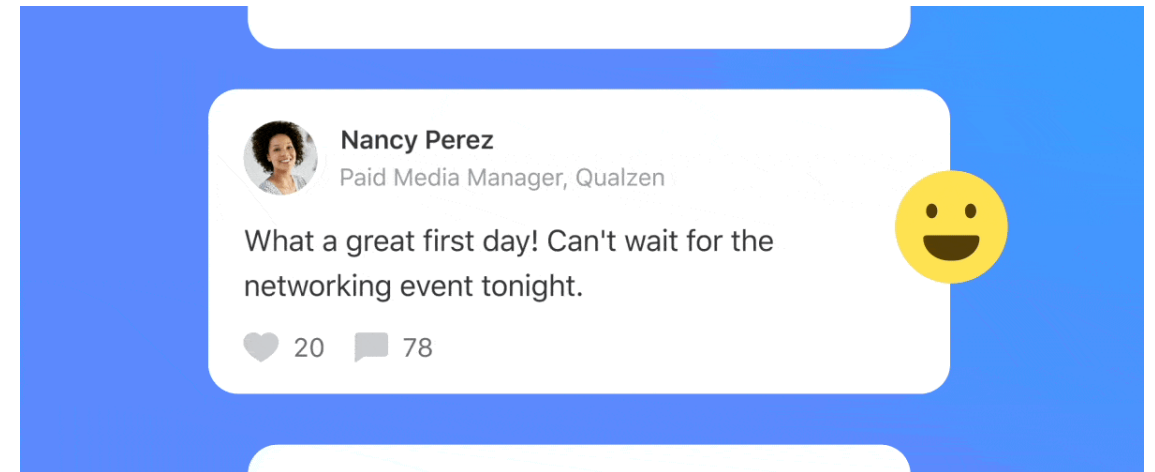 Nancy Perez
Paid Media Manager, Qualzen
What a great first day! Can't wait for the
networking event tonight.
20 78